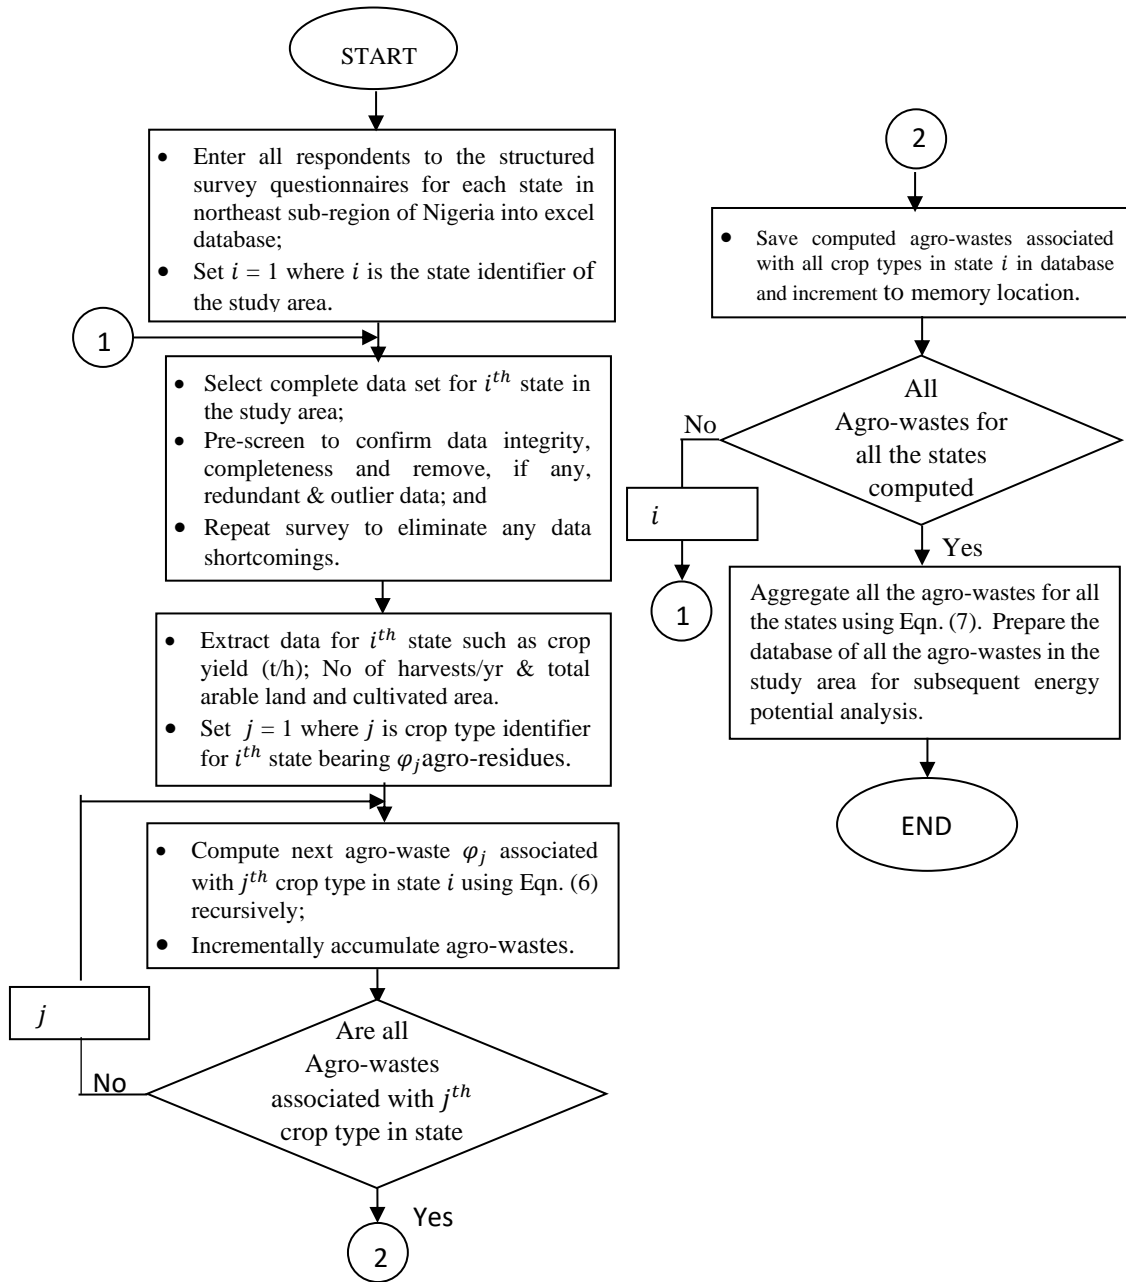 START
• Enter all respondents to the structured
survey questionnaires for each state in
northeast sub-region of Nigeria into excel
database;
• Set i = 1 where i is the state identifier of
the study area.
1
• Select complete data set for i^th state in
the study area;
• Pre-screen to confirm data integrity,
completeness and remove, if any,
redundant & outlier data; and
• Repeat survey to eliminate any data
shortcomings.
• Extract data for i^th state such as crop
yield (t/h); No of harvests/yr & total
arable land and cultivated area.
• Set j = 1 where j is crop type identifier
for i^th state bearing φ_j agro-residues.
• Compute next agro-waste φ_j associated
with j^th crop type in state i using Eqn. (6)
recursively;
• Incrementally accumulate agro-wastes.
j
No
Are all
Agro-wastes
associated with j^th
crop type in state
Yes
2
2
• Save computed agro-wastes associated
with all crop types in state i in database
and increment to memory location.
All
Agro-wastes for
all the states
computed
No
i
1
Yes
Aggregate all the agro-wastes for all
the states using Eqn. (7). Prepare the
database of all the agro-wastes in the
study area for subsequent energy
potential analysis.
END